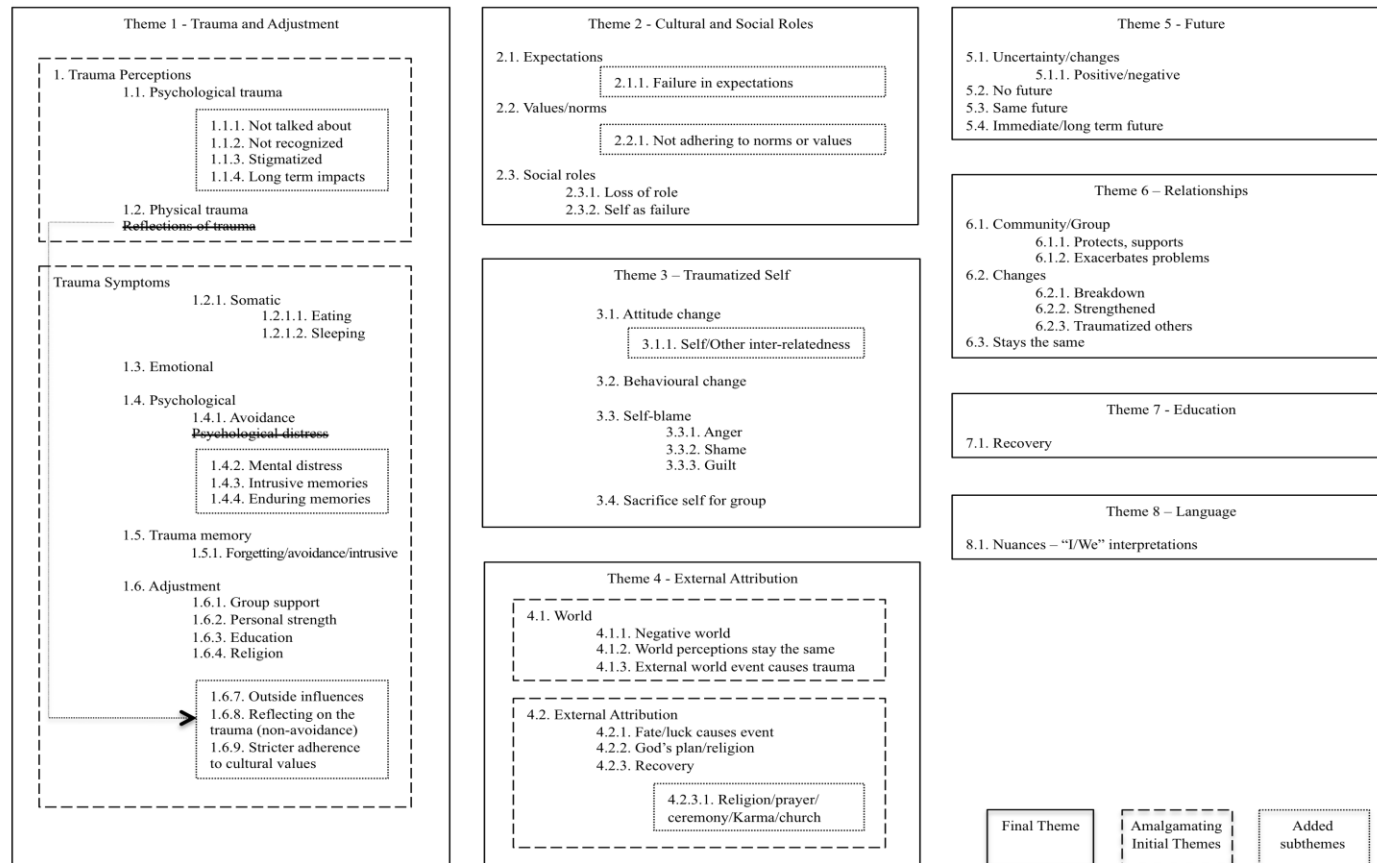 Theme 1 - Trauma and Adjustment
1. Trauma Perceptions
1.1. Psychological trauma
1.1.1. Not talked about
1.1.2. Not recognized
1.1.3. Stigmatized
1.1.4. Long term impacts
1.2. Physical trauma
Reflections of trauma
Trauma Symptoms
1.2.1. Somatic
1.2.1.1. Eating
1.2.1.2. Sleeping
1.3. Emotional
1.4. Psychological
1.4.1. Avoidance
Psychological distress
1.4.2. Mental distress
1.4.3. Intrusive memories
1.4.4. Enduring memories
1.5. Trauma memory
1.5.1. Forgetting/avoidance/intrusive
1.6. Adjustment
1.6.1. Group support
1.6.2. Personal strength
1.6.3. Education
1.6.4. Religion
1.6.7. Outside influences
1.6.8. Reflecting on the
trauma (non-avoidance)
1.6.9. Stricter adherence
to cultural values
Theme 2 - Cultural and Social Roles
2.1. Expectations
2.1.1. Failure in expectations
2.2. Values/norms
2.2.1. Not adhering to norms or values
2.3. Social roles
2.3.1. Loss of role
2.3.2. Self as failure
Theme 3 – Traumatized Self
3.1. Attitude change
3.1.1. Self/Other inter-relatedness
3.2. Behavioural change
3.3. Self-blame
3.3.1. Anger
3.3.2. Shame
3.3.3. Guilt
3.4. Sacrifice self for group
Theme 4 - External Attribution
4.1. World
4.1.1. Negative world
4.1.2. World perceptions stay the same
4.1.3. External world event causes trauma
4.2. External Attribution
4.2.1. Fate/luck causes event
4.2.2. God's plan/religion
4.2.3. Recovery
4.2.3.1. Religion/prayer/
ceremony/Karma/church
Theme 5 - Future
5.1. Uncertainty/changes
5.1.1. Positive/negative
5.2. No future
5.3. Same future
5.4. Immediate/long term future
Theme 6 – Relationships
6.1. Community/Group
6.1.1. Protects, supports
6.1.2. Exacerbates problems
6.2. Changes
6.2.1. Breakdown
6.2.2. Strengthened
6.2.3. Traumatized others
6.3. Stays the same
Theme 7 - Education
7.1. Recovery
Theme 8 – Language
8.1. Nuances – “I/We” interpretations
Final Theme
Amalgamating
Initial Themes
Added
subthemes